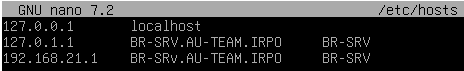 GNU nano 7.2 /etc/hosts
127.0.0.1 localhost
127.0.1.1 BR-SRV.AU-TEAM.IRPO BR-SRV
192.168.21.1 BR-SRv.AU-TEAM.IRPO BR-SRV